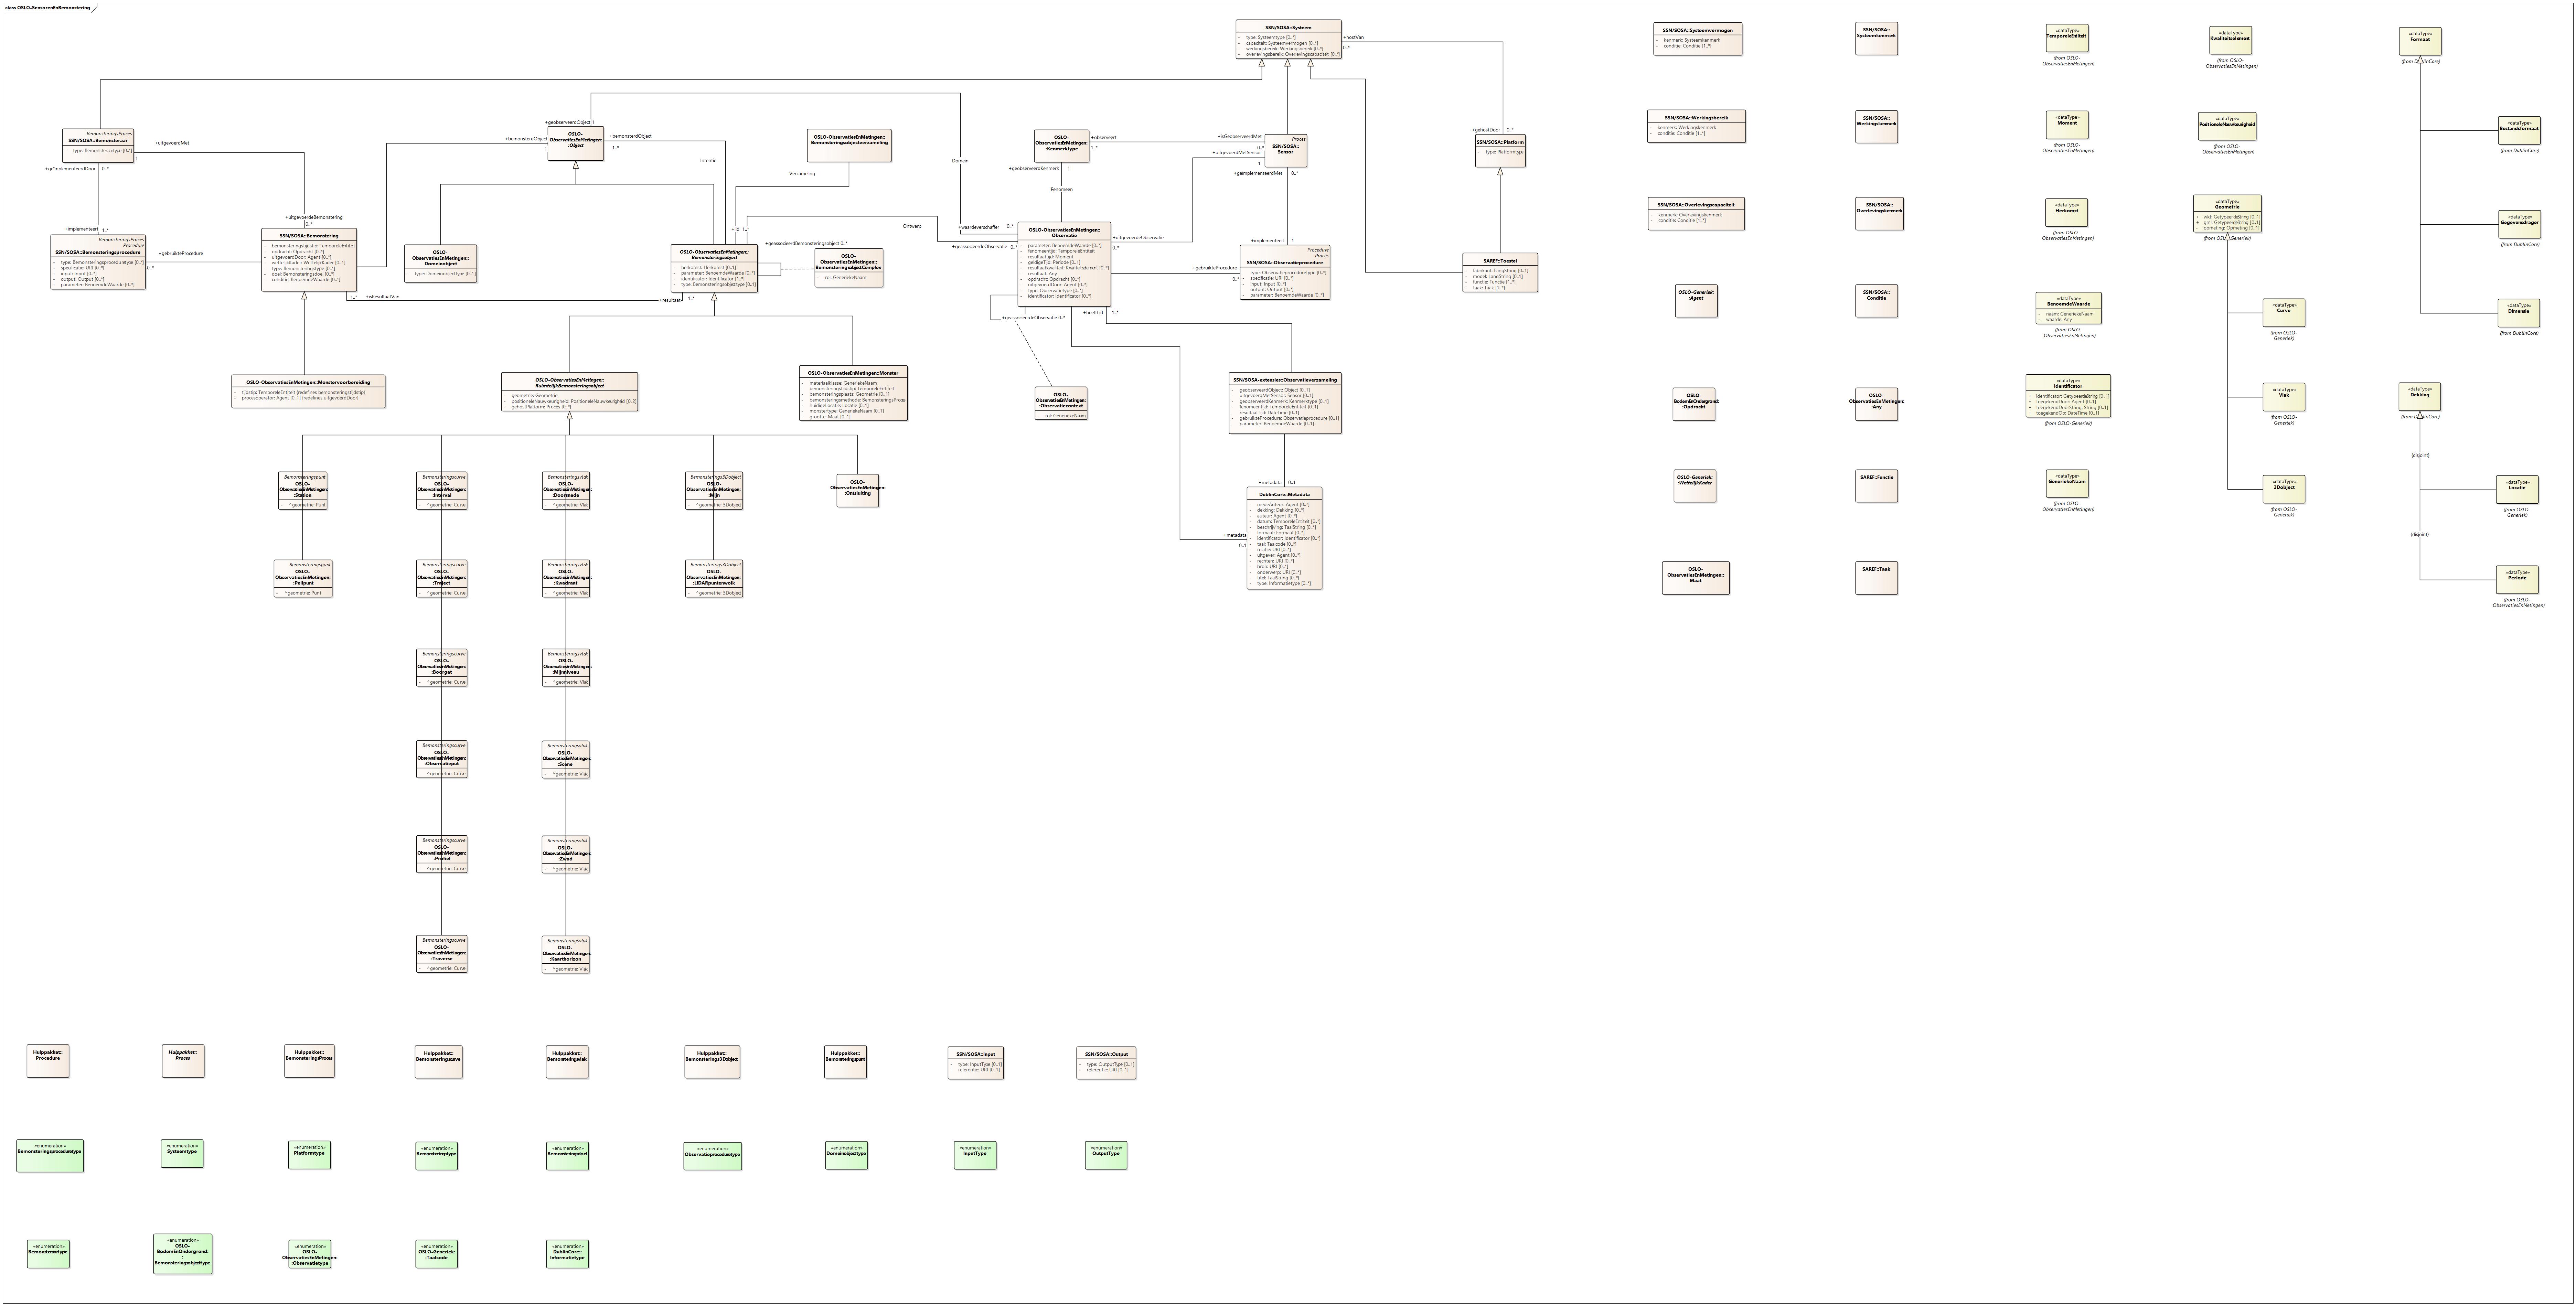 class OSLO-SensorenEnBemonstering
SSN/SOSA::Systeem
- type: Systeemtype [0..*]
- capaciteit: Systeemvermogen [0..*]
- werkingsbereik: Werkingsbereik [0..*]
- overlevingsbereik: Overlevingscapaciteit [0..*]
+hostVan
0..*
+gehostDoor
0..*
BemonsteringsProces
SSN/SOSA::Bemonsteraar
- type: Bemonsteraartype [0..*]
+uitgevoerdMet
1
+geïmplementeerdDoor
0..*
+implementeert
1..*
BemonsteringsProces
Procedure
SSN/SOSA::Bemonsteringsprocedure
- type: Bemonsteringsproceduretype [0..*]
- specificatie: URI [0..*]
- input: Input [0..*]
- output: Output [0..*]
- parameter: BenoemdeWaarde [0..*]
+gebruikteProcedure
0..*
+uitgevoerdeBemonstering
0..*
SSN/SOSA::Bemonstering
- bemonsteringstijdstip: TemporeleEntiteit
- opdracht: Opdracht [0..*]
- uitgevoerdDoor: Agent [0..1]
- wettelijkKader: WettelijkKader [0..1]
- type: Bemonsteringstype [0..*]
- doel: Bemonsteringsdoel [0..*]
- conditie: BenoemdeWaarde [0..*]
1..*
+isResultaatVan
+resultaat
1..*
+bemonsterdObject
1
+geobserveerdObject
1
OSLO-
ObservatiesEnMetingen:
:Object
+bemonsterdObject
1..*
Intentie
OSLO-
ObservatiesEnMetingen::
Domeinobject
- type: Domeinobjecttype [0..1]
OSLO-ObservatiesEnMetingen::
Bemonsteringsobjectverzameling
Verzameling
+lid
1..*
OSLO-ObservatiesEnMetingen::
Bemonsteringsobject
- herkomst: Herkomst [0..1]
- parameter: BenoemdeWaarde [0..*]
- identificator: Identificator [1..*]
- type: Bemonsteringsobjecttype [0..1]
+geassocieerdBemonsteringsobject 0..*
OSLO-
ObservatiesEnMetingen::
BemonsteringsobjectComplex
- rol: GeneriekeNaam
Domein
Ontwerp
+waardeverschaffer
0..*
+geassocieerdeObservatie
0..*
OSLO-
ObservatiesEnMetingen:
:Kenmerktype
+observeert
1..*
+isGeobserveerdMet
0..*
+geobserveerdKenmerk
1
Fenomeen
+uitgevoerdMetSensor
1
+geïmplementeerdMet
0..*
Proces
SSN/SOSA::
Sensor
SSN/SOSA::Platform
- type: Platformtype
OSLO-ObservatiesEnMetingen::
Observatie
- parameter: BenoemdeWaarde [0..*]
- fenomeentijd: TemporeleEntiteit
- resultaattijd: Moment
- geldigeTijd: Periode [0..1]
- resultaatkwaliteit: Kwaliteitselement [0..*]
- resultaat: Any
- opdracht: Opdracht [0..*]
- uitgevoerdDoor: Agent [0..*]
- type: Observatietype [0..*]
- identificator: Identificator [0..*]
+uitgevoerdeObservatie
0..*
+gebruikteProcedure
0..*
+implementeert
1
Procedure
Proces
SSN/SOSA::Observatieprocedure
- type: Observatieproceduretype [0..*]
- specificatie: URI [0..*]
- input: Input [0..*]
- output: Output [0..*]
- parameter: BenoemdeWaarde [0..*]
SAREF::Toestel
- fabrikant: LangString [0..1]
- model: LangString [0..1]
- functie: Functie [1..*]
- taak: Taak [1..*]
+heeftLid
1..*
+geassocieerdeObservatie 0..*
OSLO-
ObservatiesEnMetingen:
:Observatiecontext
- rol: GeneriekeNaam
SSN/SOSA-extensies::Observatieverzameling
- geobserveerdObject: Object [0..1]
- uitgevoerdMetSensor: Sensor [0..1]
- geobserveerdKenmerk: Kenmerktype [0..1]
- fenomeentijd: TemporeleEntiteit [0..1]
- resultaatTijd: DateTime [0..1]
- gebruikteProcedure: Observatieprocedure [0..1]
- parameter: BenoemdeWaarde [0..1]
+metadata
0..1
+metadata
0..1
DublinCore::Metadata
- medeAuteur: Agent [0..*]
- dekking: Dekking [0..*]
- auteur: Agent [0..*]
- datum: TemporeleEntiteit [0..*]
- beschrijving: TaalString [0..*]
- formaat: Formaat [0..*]
- identificator: Identificator [0..*]
- taal: Taalcode [0..*]
- relatie: URI [0..*]
- uitgever: Agent [0..*]
- rechten: URI [0..*]
- bron: URI [0..*]
- onderwerp: URI [0..*]
- titel: TaalString [0..*]
- type: Informatietype [0..*]
OSLO-ObservatiesEnMetingen::Monstervoorbereiding
- tijdstip: TemporeleEntiteit {redefines bemonsteringstijdstip}
- procesoperator: Agent [0..1] {redefines uitgevoerdDoor}
OSLO-ObservatiesEnMetingen::
RuimtelijkBemonsteringsobject
- geometrie: Geometrie
- positioneleNauwkeurigheid: PositioneleNauwkeurigheid [0..2]
- gehostPlatform: Proces [0..*]
OSLO-ObservatiesEnMetingen::Monster
- materiaalklasse: GeneriekeNaam
- bemonsteringstijdstip: TemporeleEntiteit
- bemonsteringsplaats: Geometrie [0..1]
- bemonsteringsmethode: BemonsteringsProces
- huidigeLocatie: Locatie [0..1]
- monstertype: GeneriekeNaam [0..1]
- grootte: Maat [0..1]
Bemonsteringspunt
OSLO-
ObservatiesEnMetingen:
:Station
- ^geometrie: Punt
Bemonsteringscurve
OSLO-
ObservatiesEnMetingen:
:Interval
- ^geometrie: Curve
Bemonsteringsvlak
OSLO-
ObservatiesEnMetingen:
:Doorsnede
- ^geometrie: Vlak
Bemonsterings3Dobject
OSLO-
ObservatiesEnMetingen:
:Mijn
- ^geometrie: 3Dobject
OSLO-
ObservatiesEnMetingen:
:Ontsluiting
Bemonsteringspunt
OSLO-
ObservatiesEnMetingen:
:Peilpunt
- ^geometrie: Punt
Bemonsteringscurve
OSLO-
ObservatiesEnMetingen:
:Traject
- ^geometrie: Curve
Bemonsteringsvlak
OSLO-
ObservatiesEnMetingen:
:Kwadraat
- ^geometrie: Vlak
Bemonsterings3Dobject
OSLO-
ObservatiesEnMetingen:
:LIDARpuntenwolk
- ^geometrie: 3Dobject
Bemonsteringscurve
OSLO-
ObservatiesEnMetingen:
:Boorgat
- ^geometrie: Curve
Bemonsteringsvlak
OSLO-
ObservatiesEnMetingen:
:Mijnniveau
- ^geometrie: Vlak
Bemonsteringscurve
OSLO-
ObservatiesEnMetingen:
:Observatieput
- ^geometrie: Curve
Bemonsteringsvlak
OSLO-
ObservatiesEnMetingen:
:Scene
- ^geometrie: Vlak
Bemonsteringscurve
OSLO-
ObservatiesEnMetingen:
:Profiel
- ^geometrie: Curve
Bemonsteringsvlak
OSLO-
ObservatiesEnMetingen:
:Zwad
- ^geometrie: Vlak
Bemonsteringscurve
OSLO-
ObservatiesEnMetingen:
:Traverse
- ^geometrie: Curve
Bemonsteringsvlak
OSLO-
ObservatiesEnMetingen:
:Kaarthorizon
- ^geometrie: Vlak
SSN/SOSA::Systeemvermogen
- kenmerk: Systeemkenmerk
- conditie: Conditie [1..*]
SSN/SOSA::
Systeemkenmerk
«dataType»
TemporeleEntiteit
(from OSLO-
ObservatiesEnMetingen)
«dataType»
Kwaliteitselement
(from OSLO-
ObservatiesEnMetingen)
«dataType»
Formaat
(from DublinCore)
SSN/SOSA::Werkingsbereik
- kenmerk: Werkingskenmerk
- conditie: Conditie [1..*]
SSN/SOSA::
Werkingskenmerk
«dataType»
Moment
(from OSLO-
ObservatiesEnMetingen)
«dataType»
PositioneleNauwkeurigheid
(from OSLO-
ObservatiesEnMetingen)
«dataType»
Bestandsformaat
(from DublinCore)
SSN/SOSA::Overlevingscapaciteit
- kenmerk: Overlevingskenmerk
- conditie: Conditie [1..*]
SSN/SOSA::
Overlevingskenmerk
«dataType»
Herkomst
(from OSLO-
ObservatiesEnMetingen)
«dataType»
Geometrie
+ wkt: GetypeerdeString [0..1]
+ gml: GetypeerdeString [0..1]
+ opmeting: Opmeting [0..1]
(from OSLO-Generiek)
«dataType»
Gegevensdrager
(from DublinCore)
OSLO-Generiek:
:Agent
SSN/SOSA::
Conditie
«dataType»
BenoemdeWaarde
- naam: GeneriekeNaam
- waarde: Any
(from OSLO-
ObservatiesEnMetingen)
«dataType»
Curve
(from OSLO-
Generiek)
«dataType»
Dimensie
(from DublinCore)
OSLO-
BodemEnOndergrond:
:Opdracht
OSLO-
ObservatiesEnMetingen:
:Any
«dataType»
Identificator
+ identificator: GetypeerdeString [0..1]
+ toegekendDoor: Agent [0..1]
+ toegekendDoorString: String [0..1]
+ toegekendOp: DateTime [0..1]
(from OSLO-Generiek)
«dataType»
Vlak
(from OSLO-
Generiek)
«dataType»
Dekking
(from DublinCore)
{disjoint}
OSLO-Generiek:
:WettelijkKader
SAREF::Functie
«dataType»
GeneriekeNaam
(from OSLO-
ObservatiesEnMetingen)
«dataType»
3Dobject
(from OSLO-
Generiek)
«dataType»
Locatie
(from OSLO-
Generiek)
{disjoint}
OSLO-
ObservatiesEnMetingen::
Maat
SAREF::Taak
«dataType»
Periode
(from OSLO-
ObservatiesEnMetingen)
Hulppakket::
Procedure
Hulppakket::
Proces
Hulppakket::
BemonsteringsProces
Hulppakket::
Bemonsteringscurve
Hulppakket::
Bemonsteringsvlak
Hulppakket::
Bemonsterings3Dobject
Hulppakket::
Bemonsteringspunt
SSN/SOSA::Input
- type: InputType [0..1]
- referentie: URI [0..1]
SSN/SOSA::Output
- type: OutputType [0..1]
- referentie: URI [0..1]
«enumeration»
Bemonsteringsproceduretype
«enumeration»
Systeemtype
«enumeration»
Platformtype
«enumeration»
Bemonsteringstype
«enumeration»
Bemonsteringsdoel
«enumeration»
Observatieproceduretype
«enumeration»
Domeinobjecttype
«enumeration»
InputType
«enumeration»
OutputType
«enumeration»
Bemonsteraartype
«enumeration»
OSLO-
BodemEnOndergrond:
:
Bemonsteringsobjecttype
«enumeration»
OSLO-
ObservatiesEnMetingen:
:Observatietype
«enumeration»
OSLO-Generiek:
:Taalcode
«enumeration»
DublinCore::
Informatietype